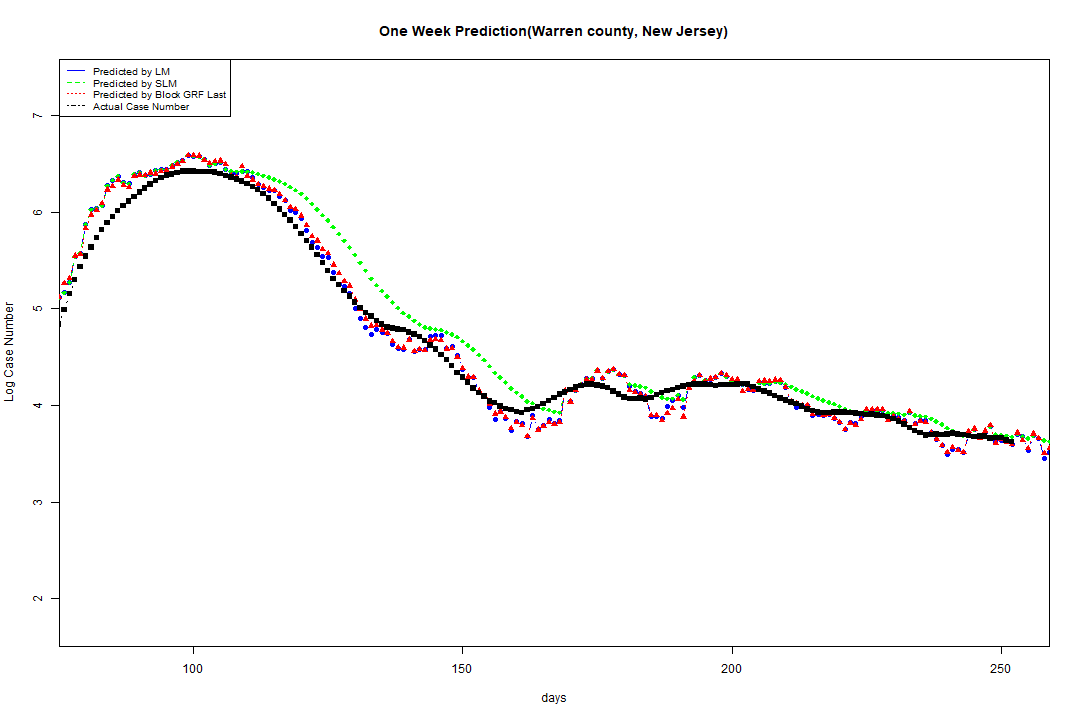 One Week Prediction(Warren county, New Jersey)
Predicted by LM
Predicted by SLM
Predicted by Block GRF Last
Actual Case Number
7
6
5
4
3
2
Log Case Number
100 150 200 250
days